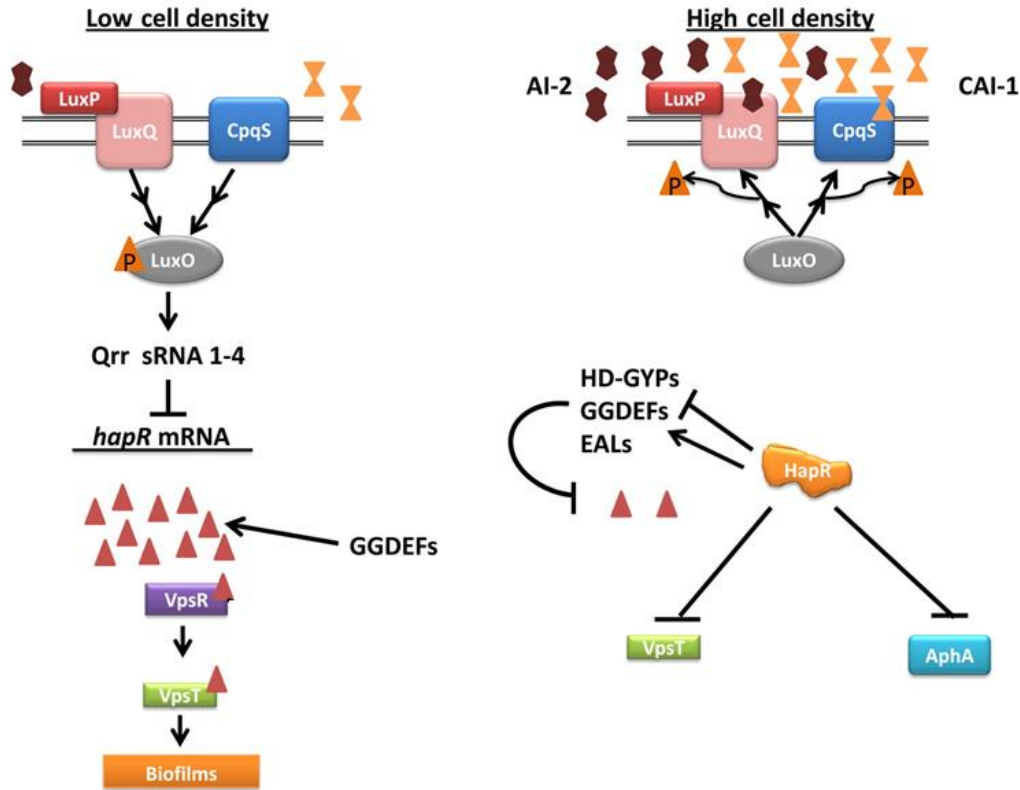 Low cell density
LuxP
LuxQ
CpqS
P
LuxO
Qrr sRNA 1-4
hapR mRNA
GGDEFs
VpsR
VpsT
Biofilms
High cell density
AI-2
CAI-1
LuxP
LuxQ
CpqS
P
P
LuxO
HD-GYPs
GGDEFs
EALs
HapR
VpsT
AphA